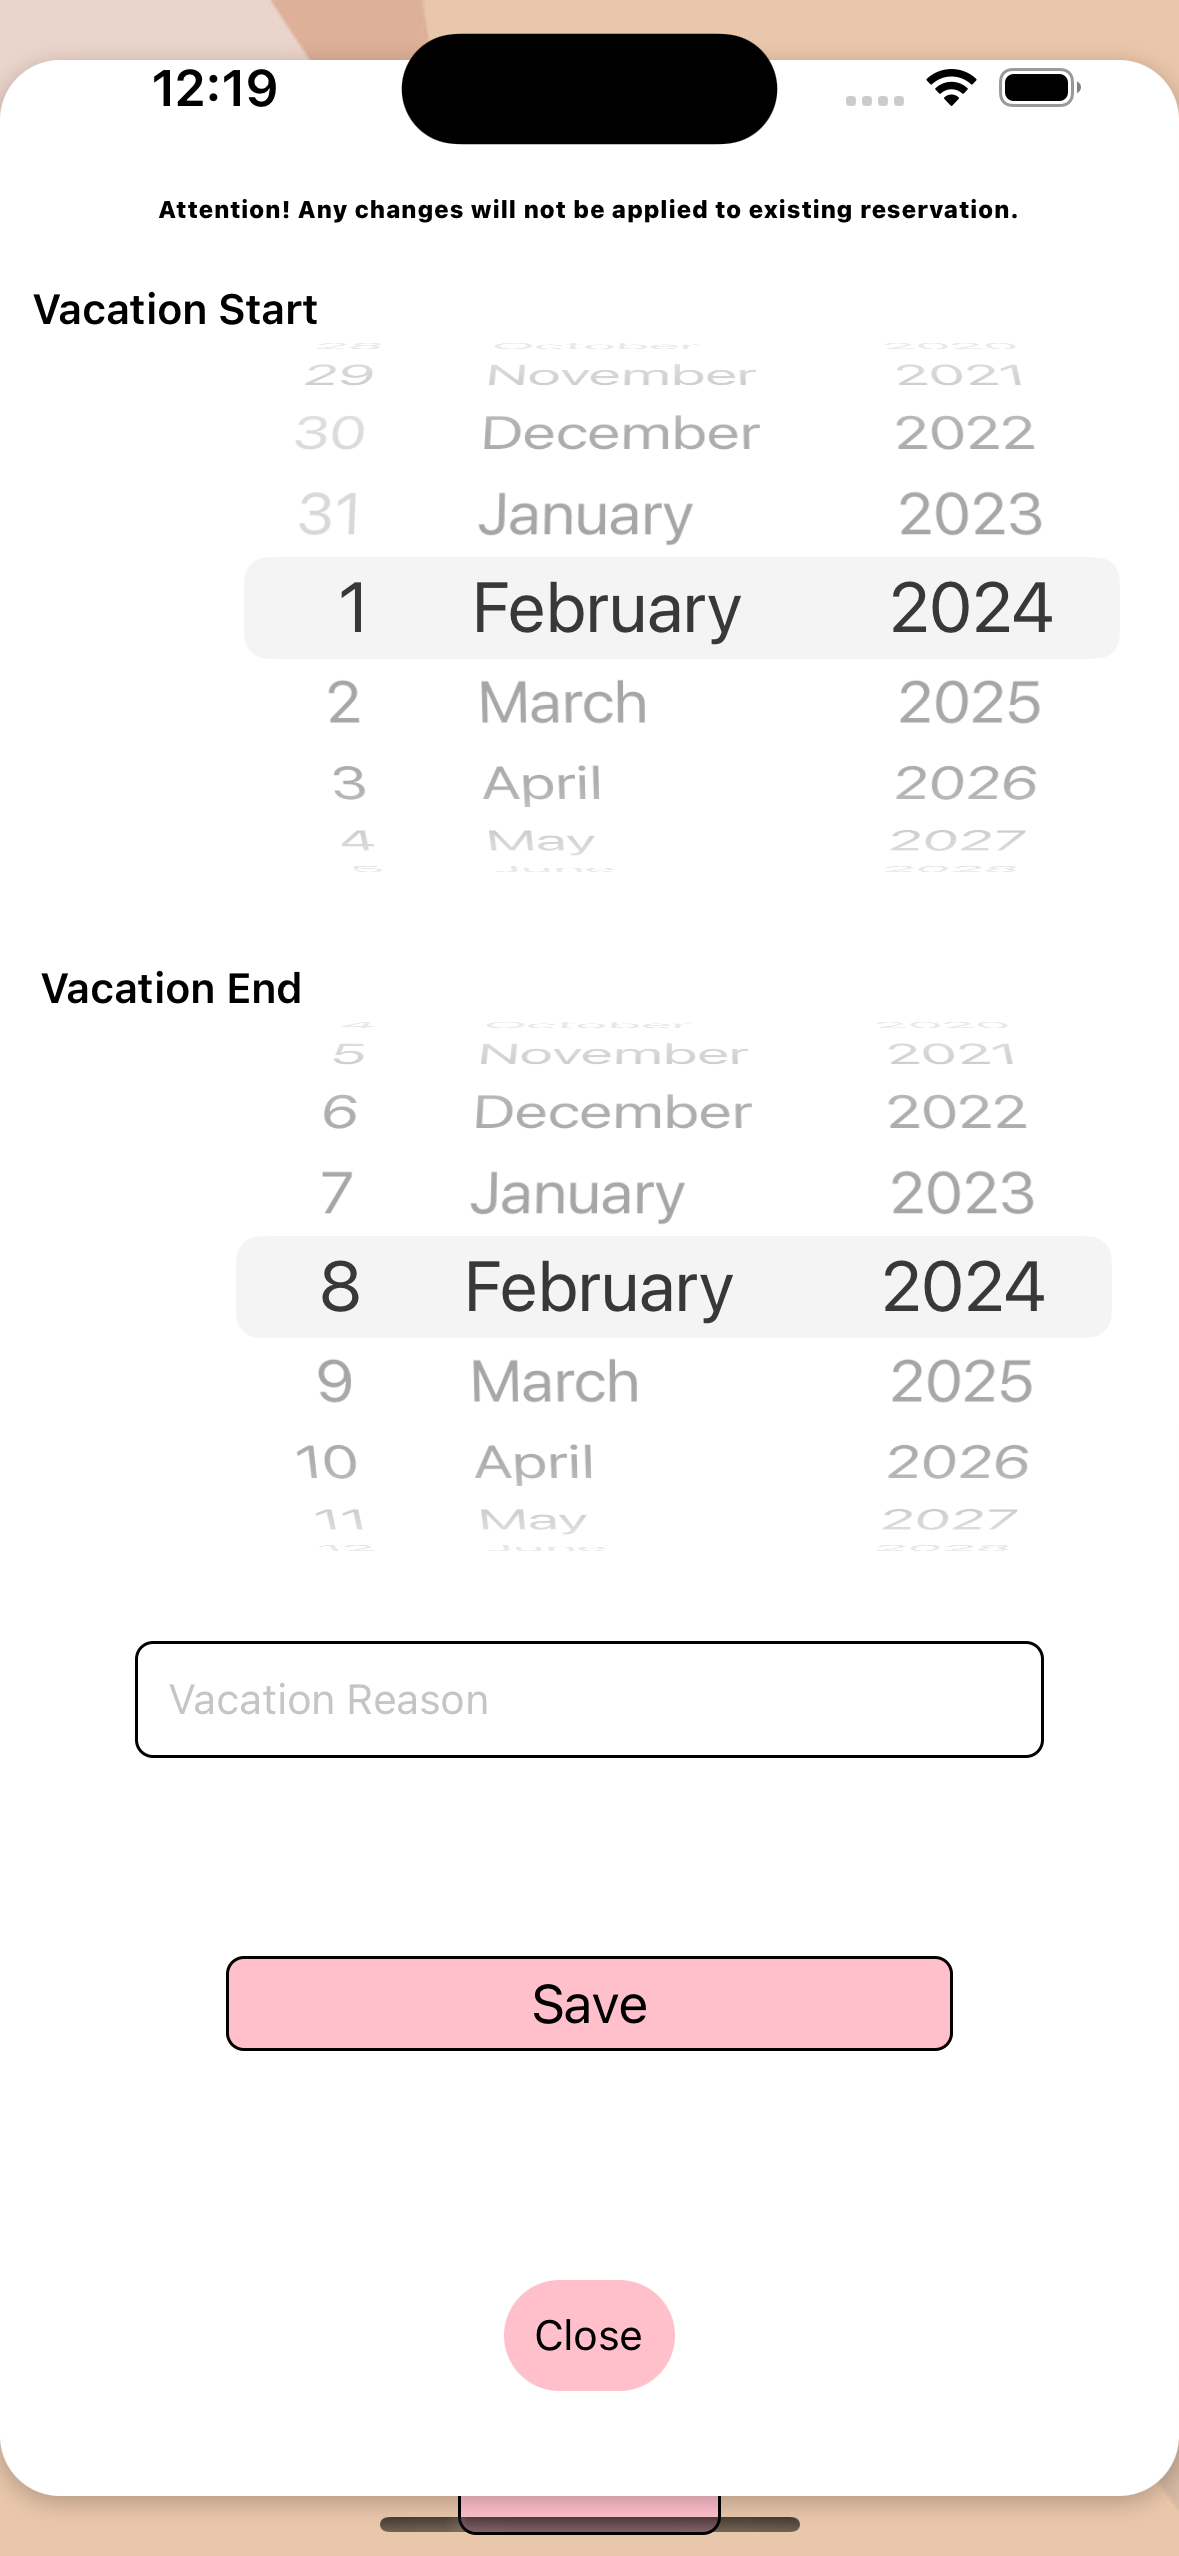 12:19
Attention! Any changes will not be applied to existing reservation.
Vacation Start
28 October 2020
29 November 2021
30 December 2022
31 January 2023
1 February 2024
2 March 2025
3 April 2026
4 May 2027
5 June 2028
Vacation End
4 October 2020
5 November 2021
6 December 2022
7 January 2023
8 February 2024
9 March 2025
10 April 2026
11 May 2027
12 June 2028
Vacation Reason
Save
Close